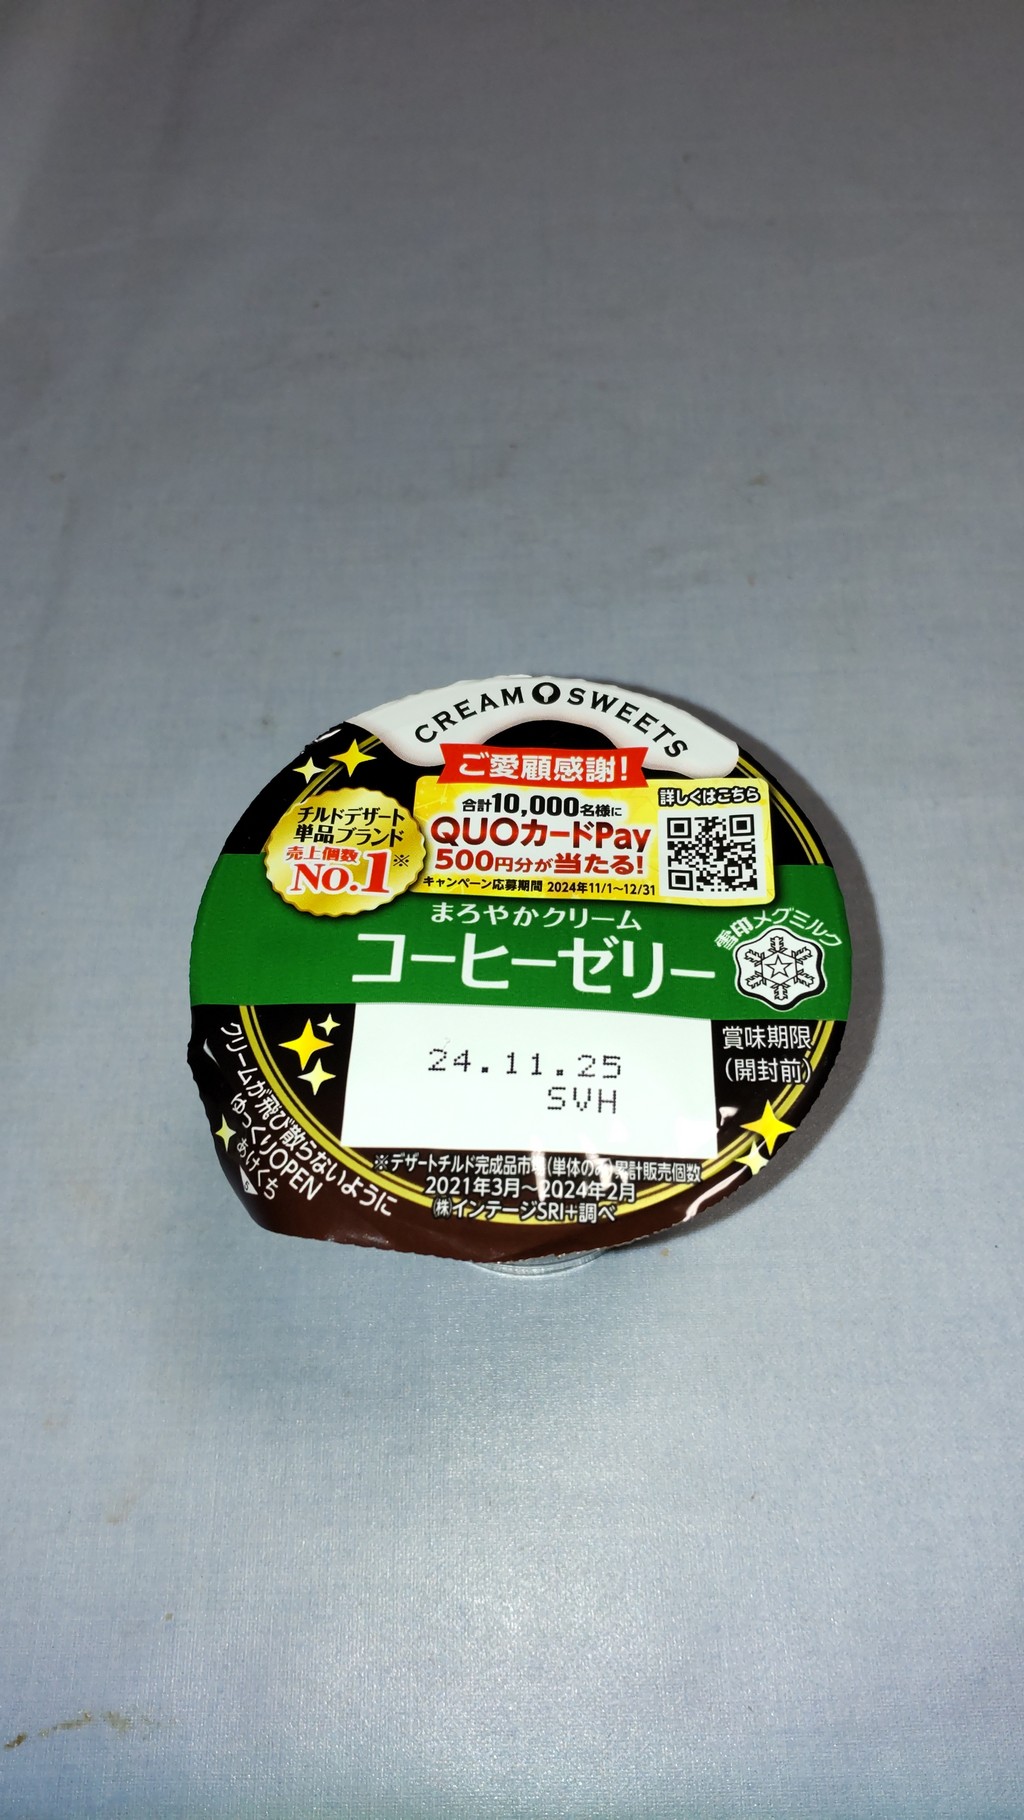 CREAM SWEETS
ご愛顧感謝!
チルドデザート
単品ブランド
売上個数
No.1※
合計10,000名様に
QUOカードPay
500円分が当たる!
キャンペーン応募期間 2024年11/1~12/31
詳しくはこちら
まろやかクリーム
コーヒーゼリー
雪印メグミルク
24.11.25
SVH
賞味期限
(開封前)
クリームが飛び散らないように
ゆっくりOPEN
あけくち
※デザートチルド完成品市場(単体のみ)累計販売個数
2021年3月~2024年2月
㈱インテージSRI+調べ